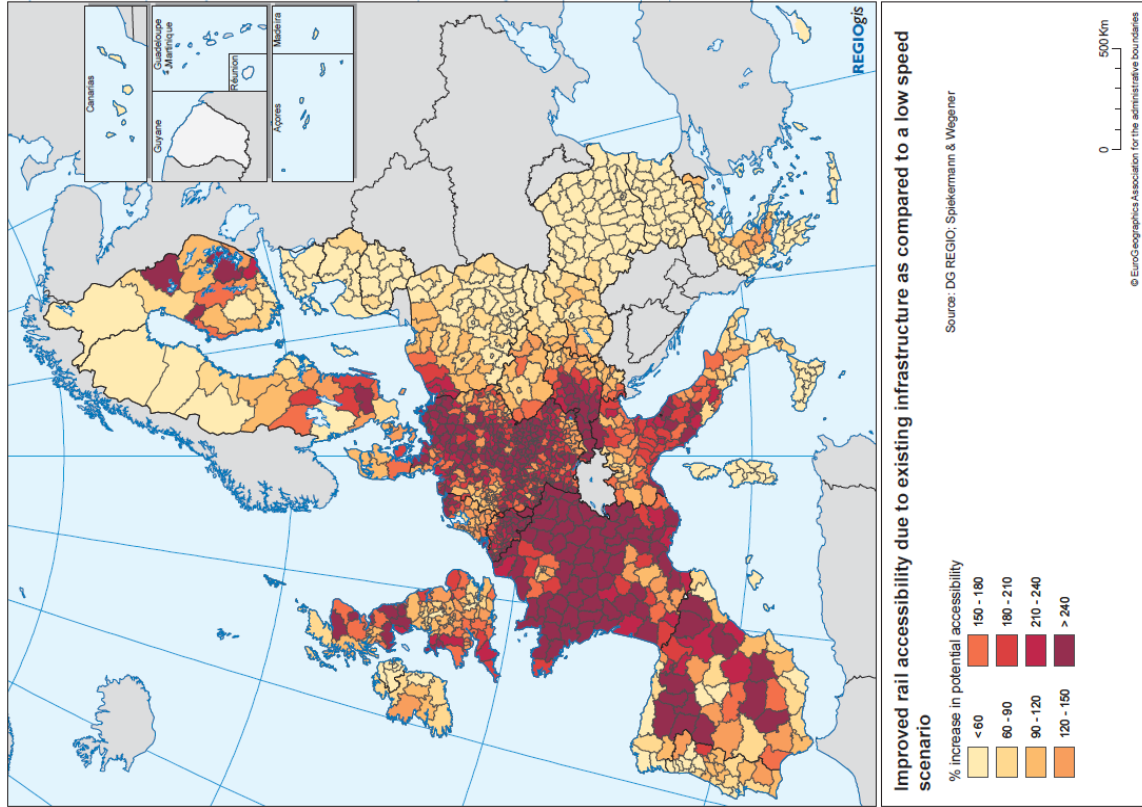 Canarias
Guyane
Guadeloupe
Martinique
Réunion
Açores
Madeira
REGIOgis
Improved rail accessibility due to existing infrastructure as compared to a low speed
scenario
% increase in potential accessibility
< 60
60 - 90
90 - 120
120 - 150
150 - 180
180 - 210
210 - 240
> 240
Source: DG REGIO; Spiekermann & Wegener
0 500 Km
© EuroGeographics Association for the administrative boundaries